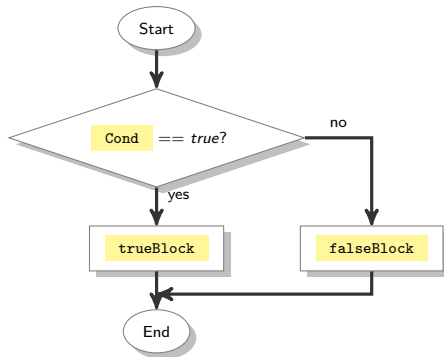 Start
Cond == true?
no
yes
trueBlock
falseBlock
End